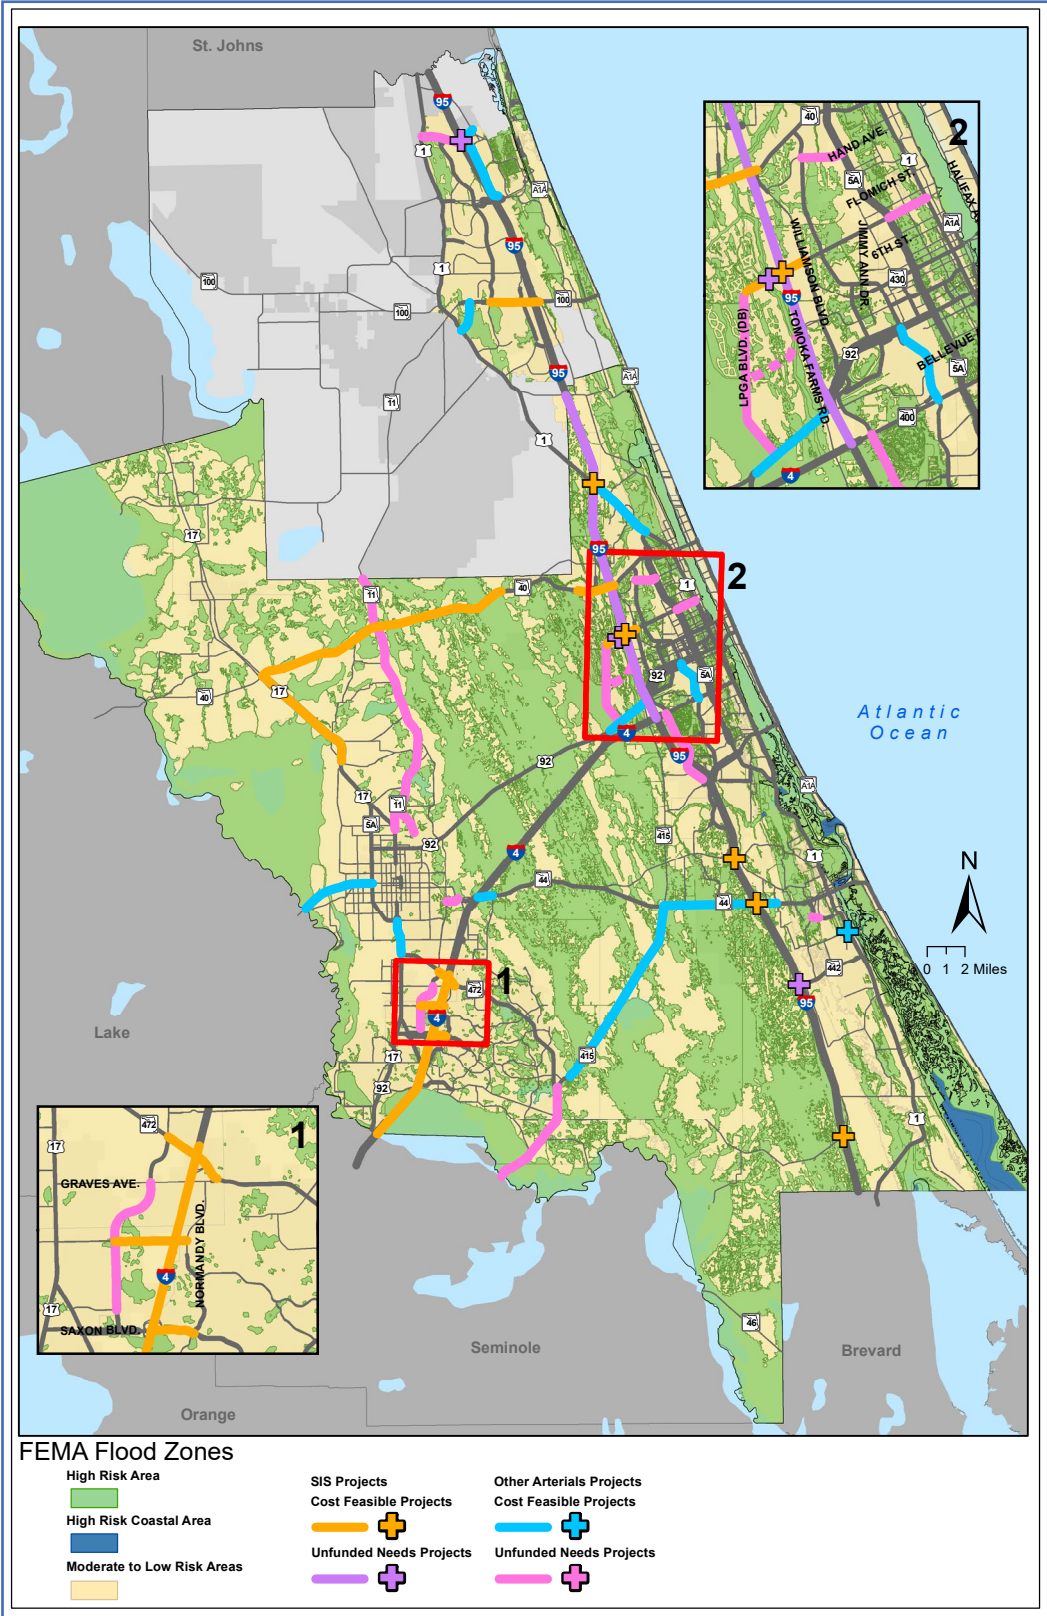 St. Johns
95
1
A1A
95
1
100
100
100
95
A1A
11
1
17
95
11
40
2
1
40
17
92
5A
4
95
92
17
11
5A
92
A1A
415
1
4
44
44
442
95
472
1
4
17
92
415
1
46
Atlantic
Ocean
N
0 1 2 Miles
Lake
Seminole
Brevard
Orange
2
40
HAND AVE.
1
5A
FLOMICH ST.
HALIFAX A
A1A
WILLIAMSON BLVD.
JIMMY ANN DR.
6TH ST.
430
95
LPGA BLVD. (DB)
TOMOKA FARMS RD.
92
BELLEVUE
5A
400
4
1
472
17
GRAVES AVE.
NORMANDY BLVD.
4
17
SAXON BLVD.
FEMA Flood Zones
High Risk Area
High Risk Coastal Area
Moderate to Low Risk Areas
SIS Projects
Cost Feasible Projects
Unfunded Needs Projects
Other Arterials Projects
Cost Feasible Projects
Unfunded Needs Projects